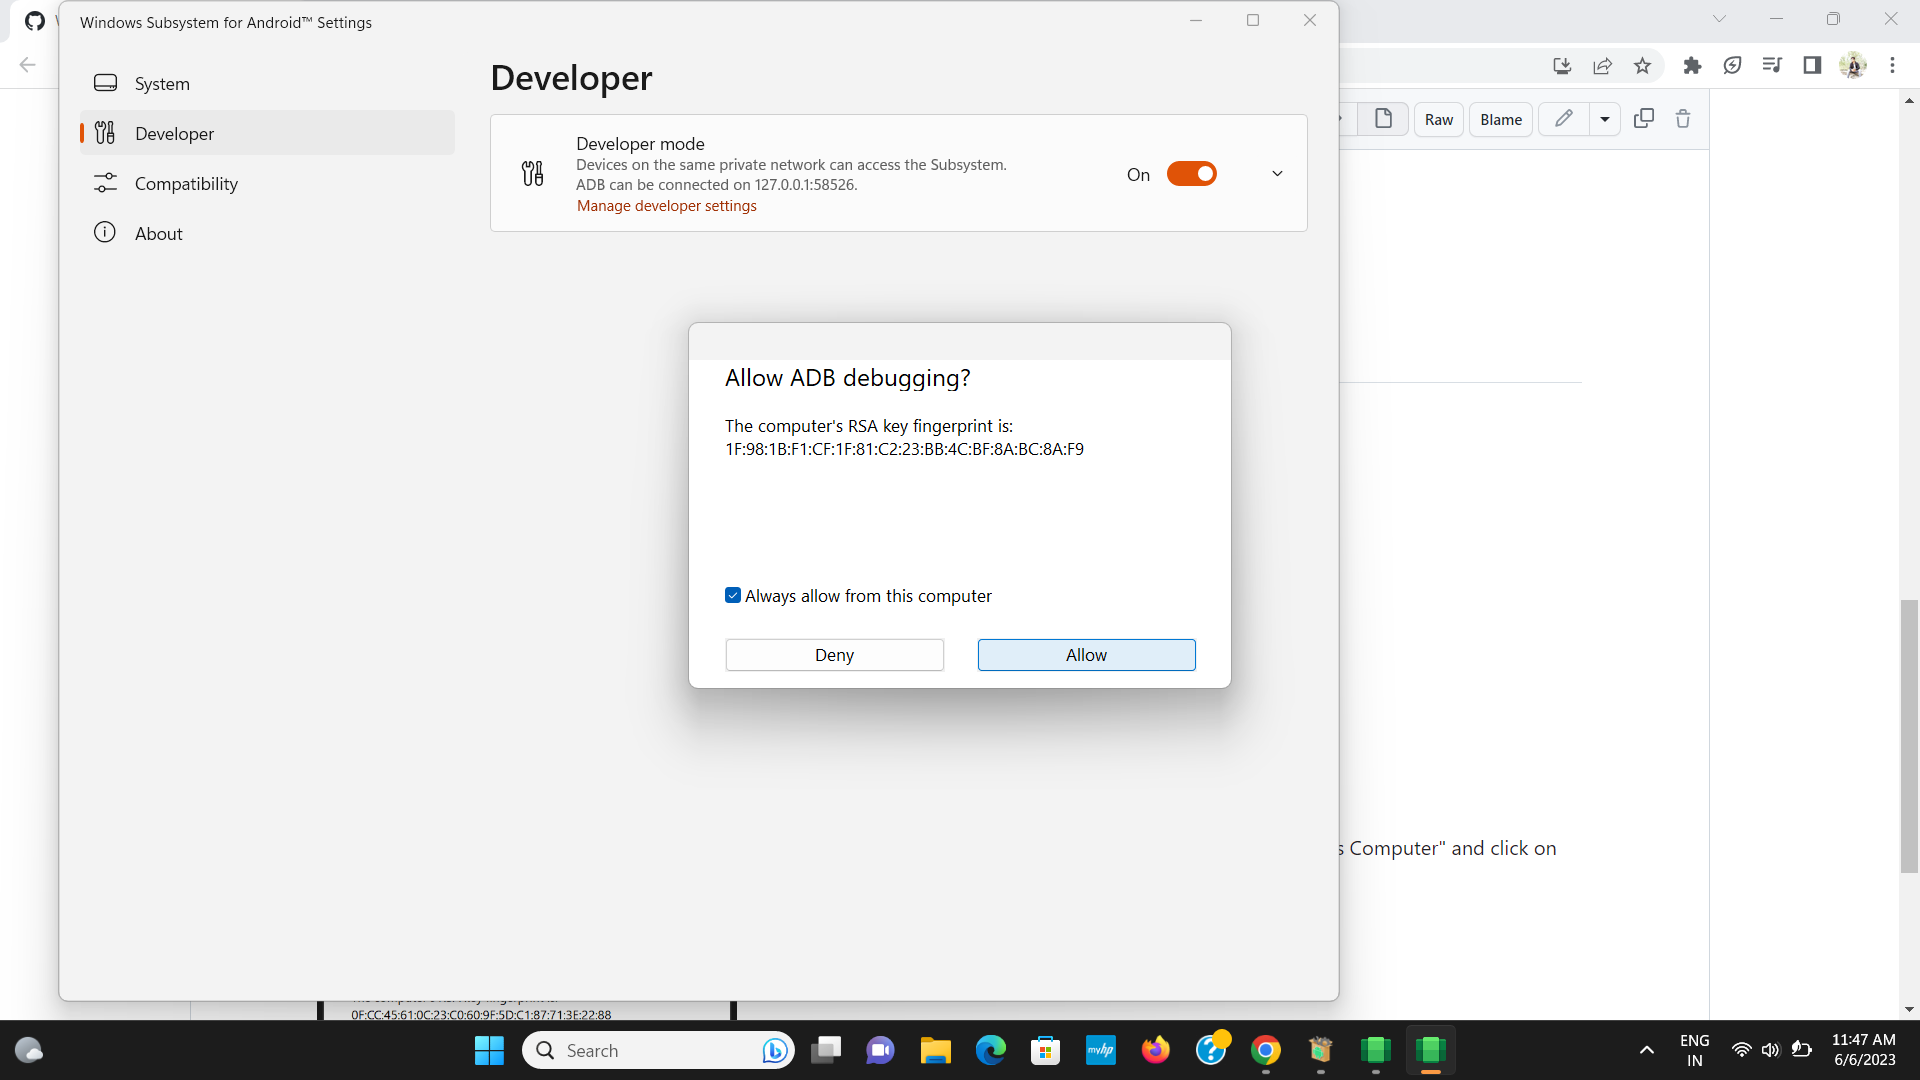 Windows Subsystem for Android™ Settings
System
Developer
Compatibility
About
Developer
Developer mode
Devices on the same private network can access the Subsystem.
ADB can be connected on 127.0.0.1:58526.
Manage developer settings
On
Raw
Blame
Allow ADB debugging?
The computer's RSA key fingerprint is:
1F:98:1B:F1:CF:1F:81:C2:23:BB:4C:BF:8A:BC:8A:F9
Always allow from this computer
Deny
Allow
s Computer" and click on
0F:CC:45:61:0C:23:C0:60:9F:5D:C1:87:71:3E:22:88
Search
myhp
ENG
IN
11:47 AM
6/6/2023